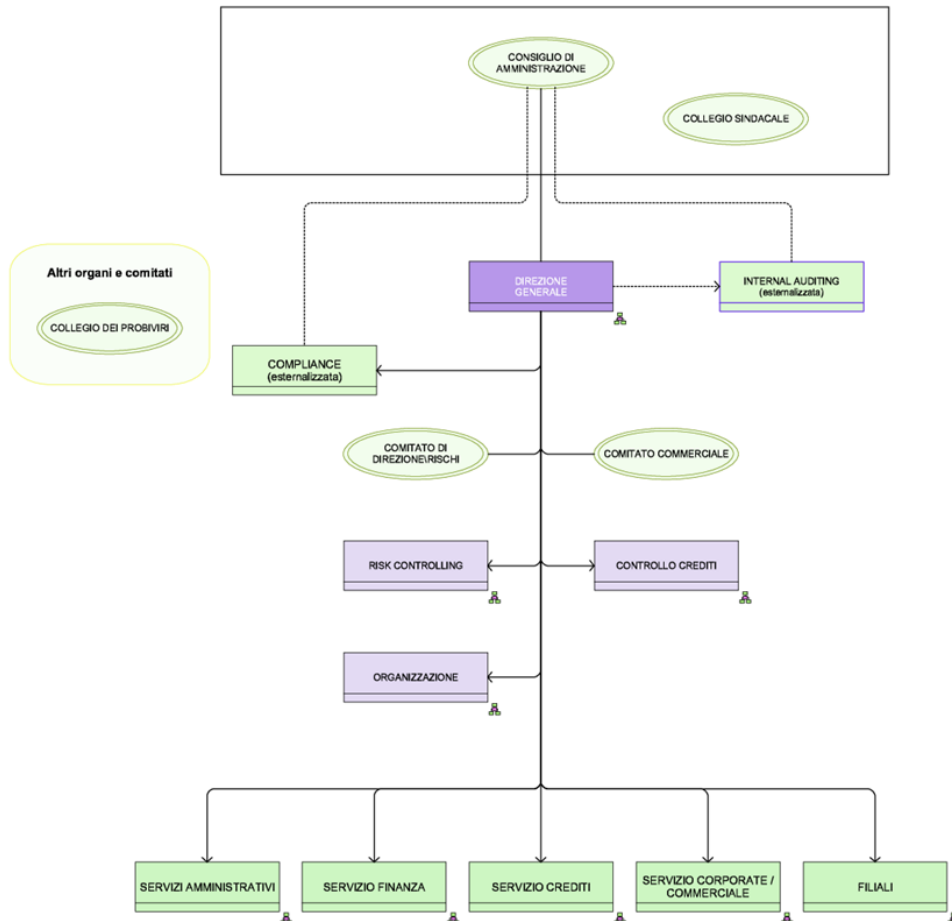 CONSIGLIO DI
AMMINISTRAZIONE
COLLEGIO SINDACALE
Altri organi e comitati
COLLEGIO DEI PROBIVIRI
DIREZIONE
GENERALE
INTERNAL AUDITING
(esternalizzata)
COMPLIANCE
(esternalizzata)
COMITATO DI
DIREZIONE\RISCHI
COMITATO COMMERCIALE
RISK CONTROLLING
CONTROLLO CREDITI
ORGANIZZAZIONE
SERVIZI AMMINISTRATIVI
SERVIZIO FINANZA
SERVIZIO CREDITI
SERVIZIO CORPORATE /
COMMERCIALE
FILIALI